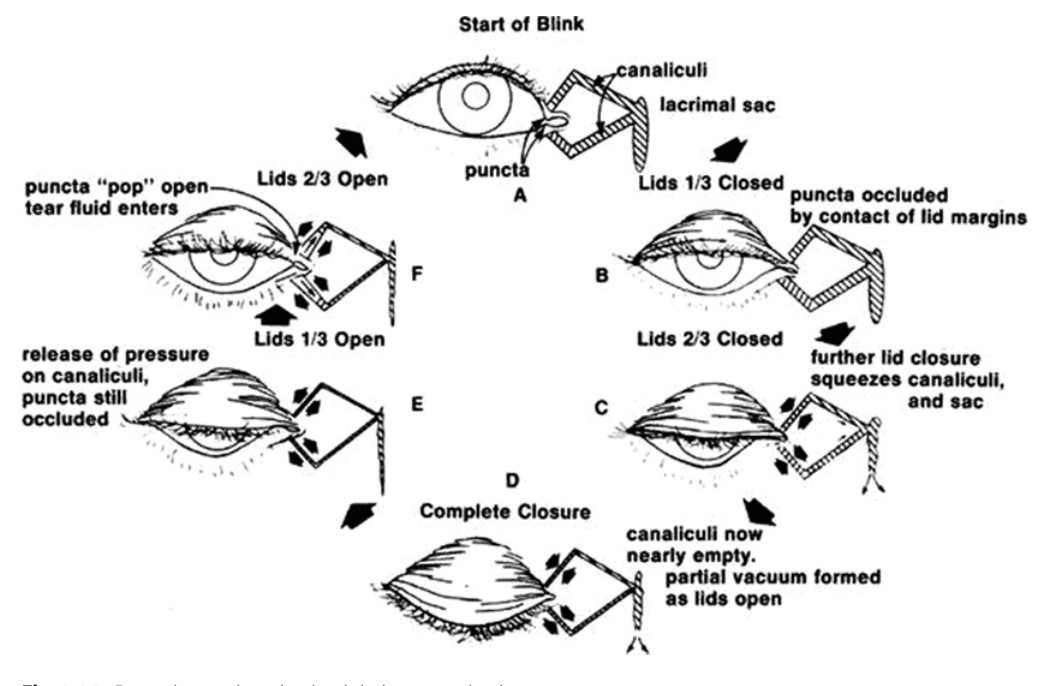 Start of Blink
canaliculi
lacrimal sac
puncta
A
Lids 1/3 Closed
puncta occluded
by contact of lid margins
B
Lids 2/3 Closed
further lid closure
squeezes canaliculi,
and sac
C
D
Complete Closure
canaliculi now
nearly empty.
partial vacuum formed
as lids open
Lids 1/3 Open
release of pressure
on canaliculi,
puncta still
occluded
E
Lids 2/3 Open
puncta "pop" open
tear fluid enters
F